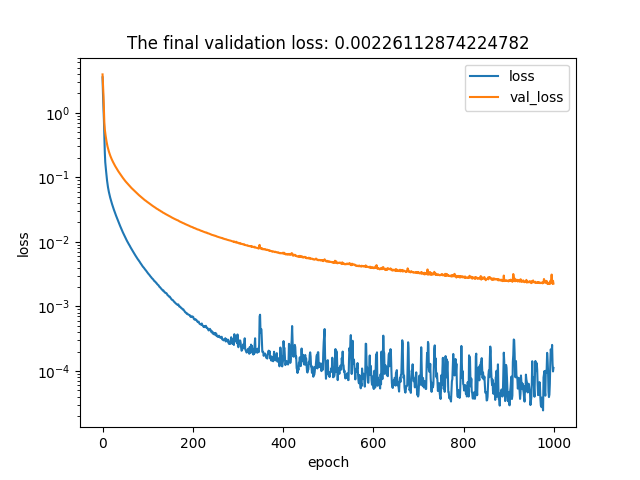 The final validation loss: 0.00226112874224782
loss
val_loss
10⁰
10⁻¹
10⁻²
10⁻³
10⁻⁴
loss
0
200
400
600
800
1000
epoch